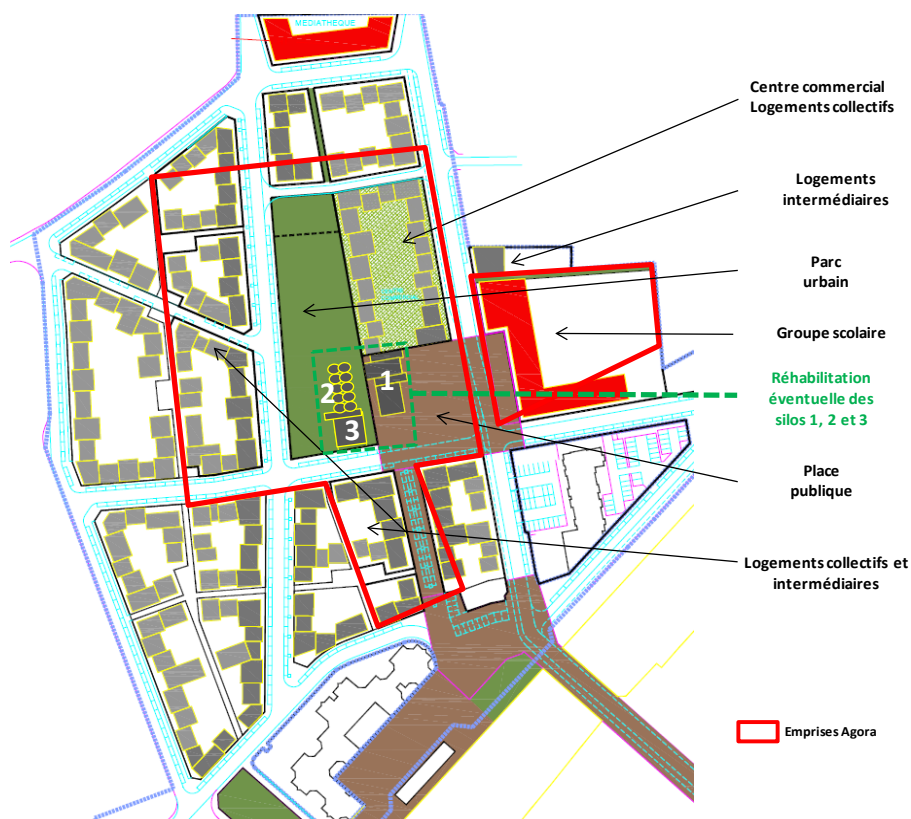 MEDIATHEQUE
Centre commercial
Logements collectifs
Logements
intermédiaires
Parc
urbain
Groupe scolaire
Réhabilitation
éventuelle des
silos 1, 2 et 3
1
2
3
Place
publique
Logements collectifs et
intermédiaires
Emprises Agora